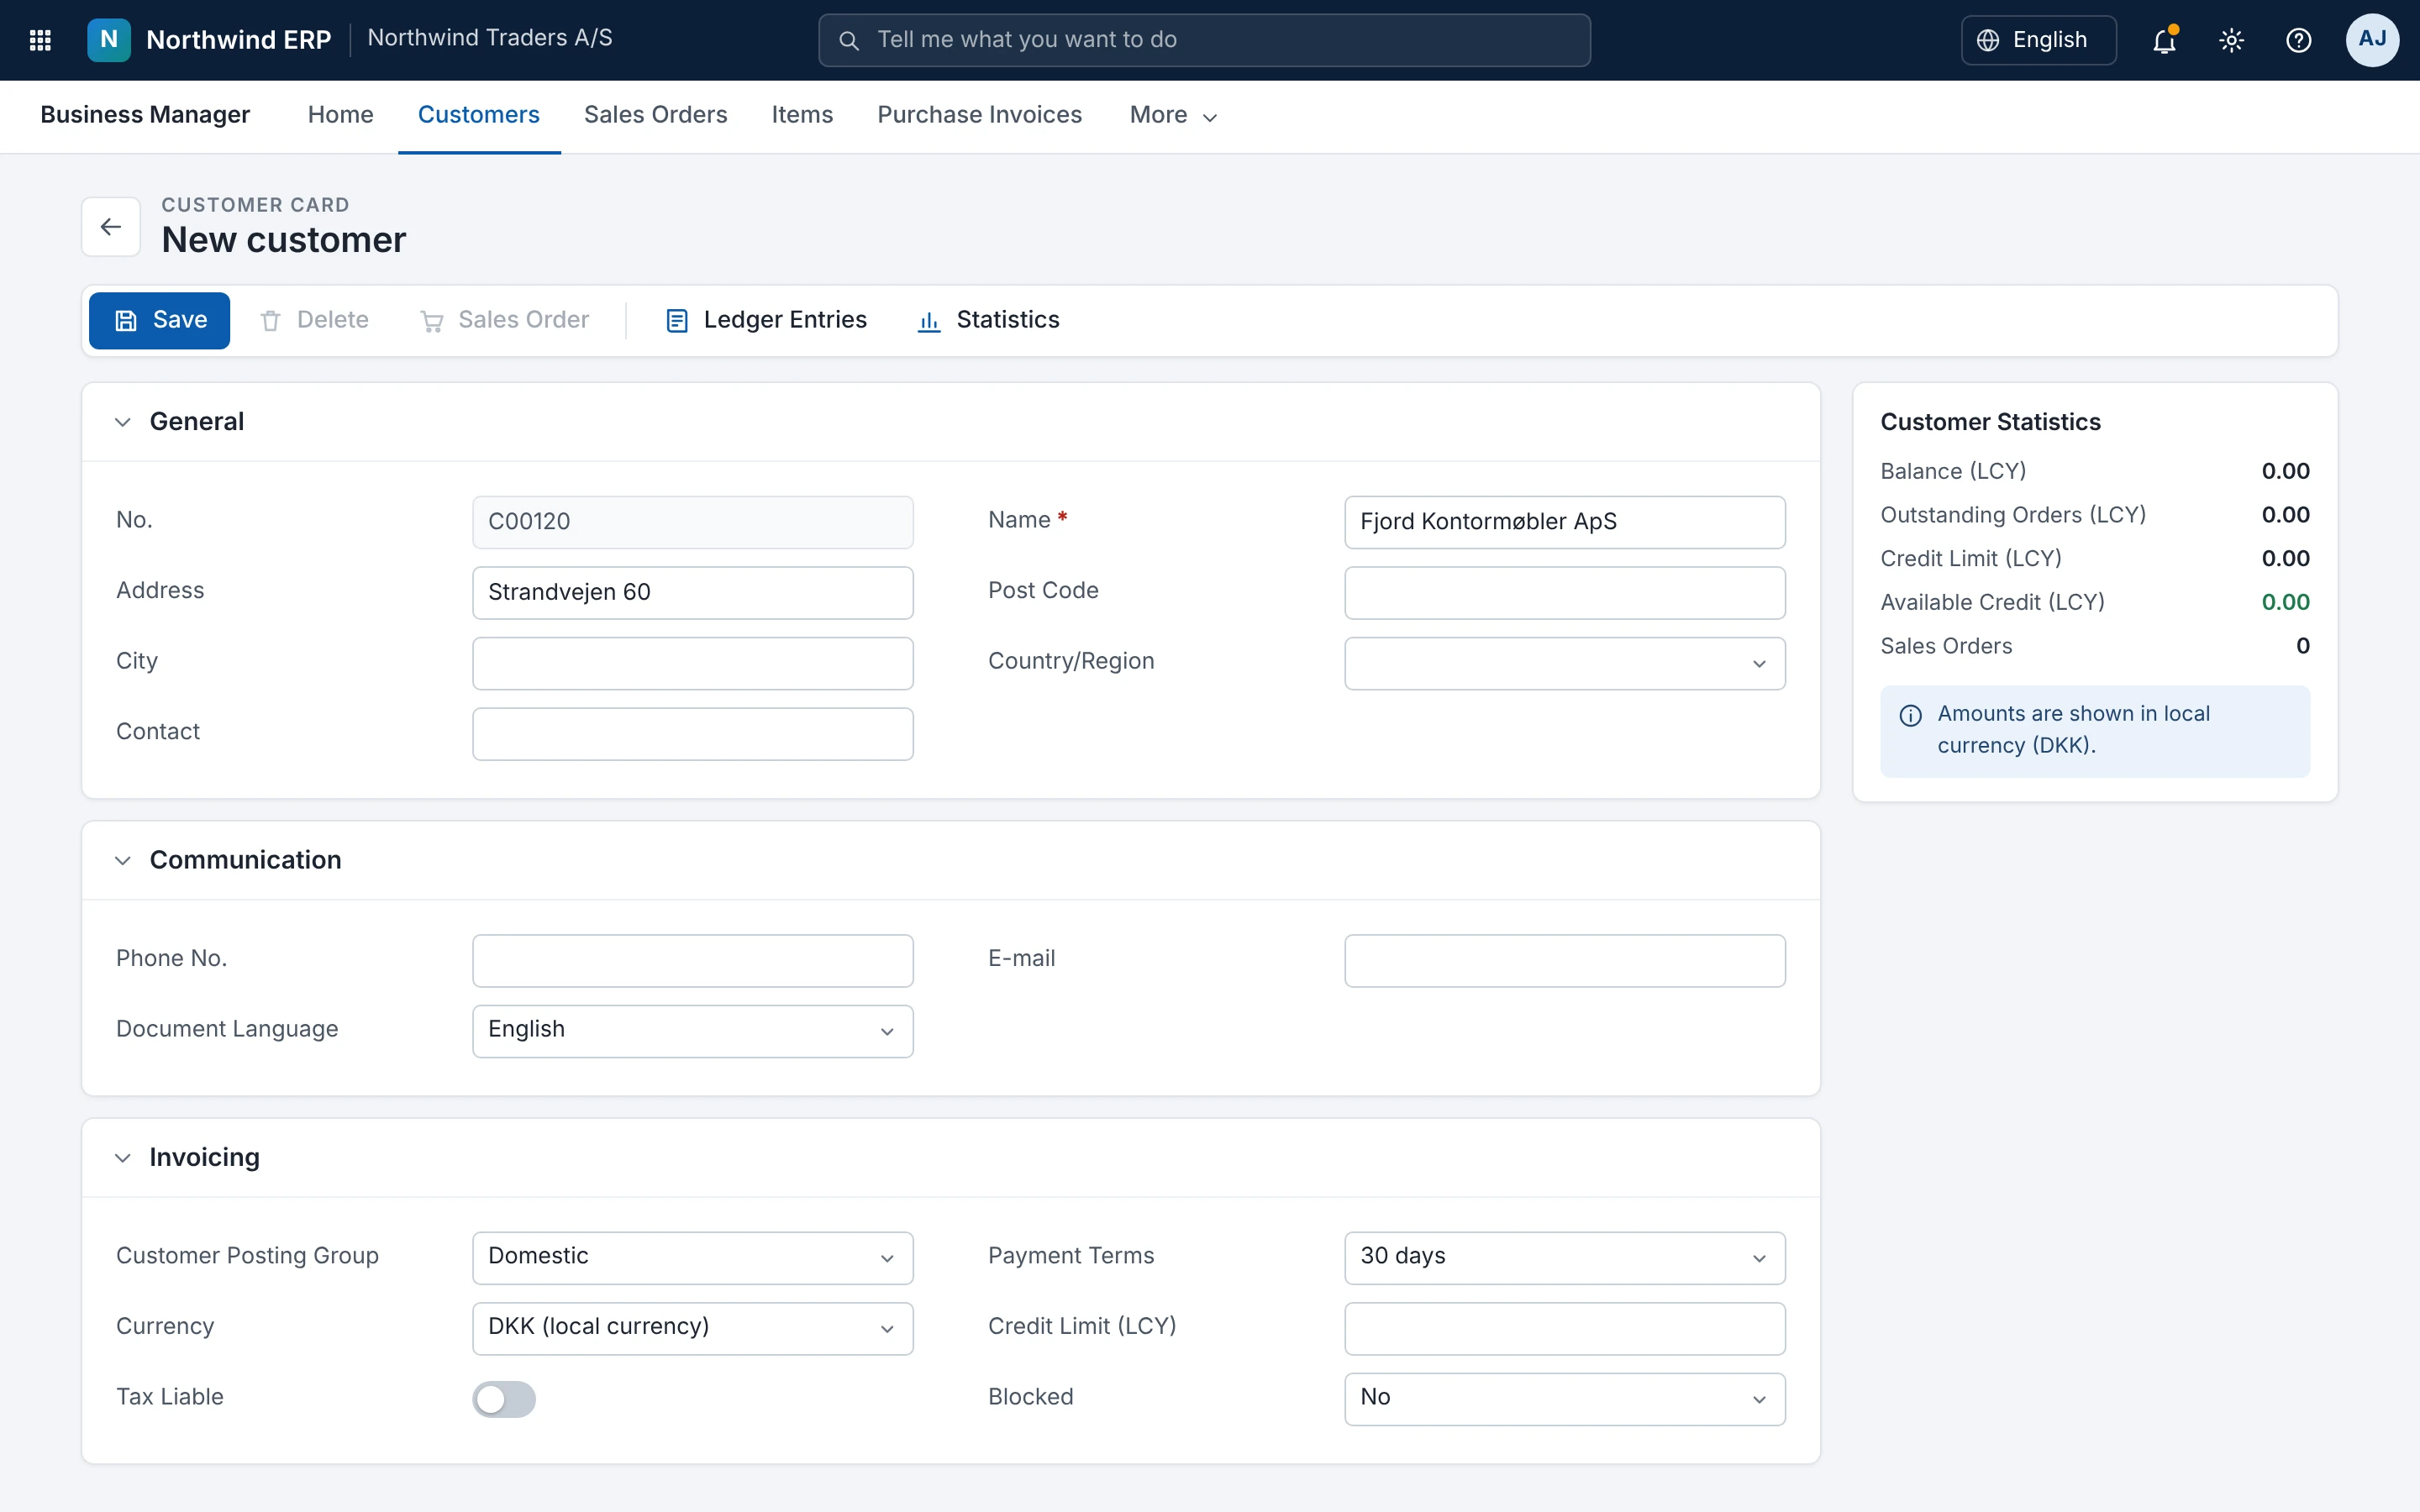 N Northwind ERP Northwind Traders A/S Tell me what you want to do English AJ
Business Manager Home Customers Sales Orders Items Purchase Invoices More
CUSTOMER CARD
New customer
Save Delete Sales Order Ledger Entries Statistics
General
No. C00120 Name * Fjord Kontormøbler ApS
Address Strandvejen 60 Post Code
City Country/Region
Contact
Communication
Phone No. E-mail
Document Language English
Invoicing
Customer Posting Group Domestic Payment Terms 30 days
Currency DKK (local currency) Credit Limit (LCY)
Tax Liable Blocked No
Customer Statistics
Balance (LCY) 0.00
Outstanding Orders (LCY) 0.00
Credit Limit (LCY) 0.00
Available Credit (LCY) 0.00
Sales Orders 0
Amounts are shown in local
currency (DKK).